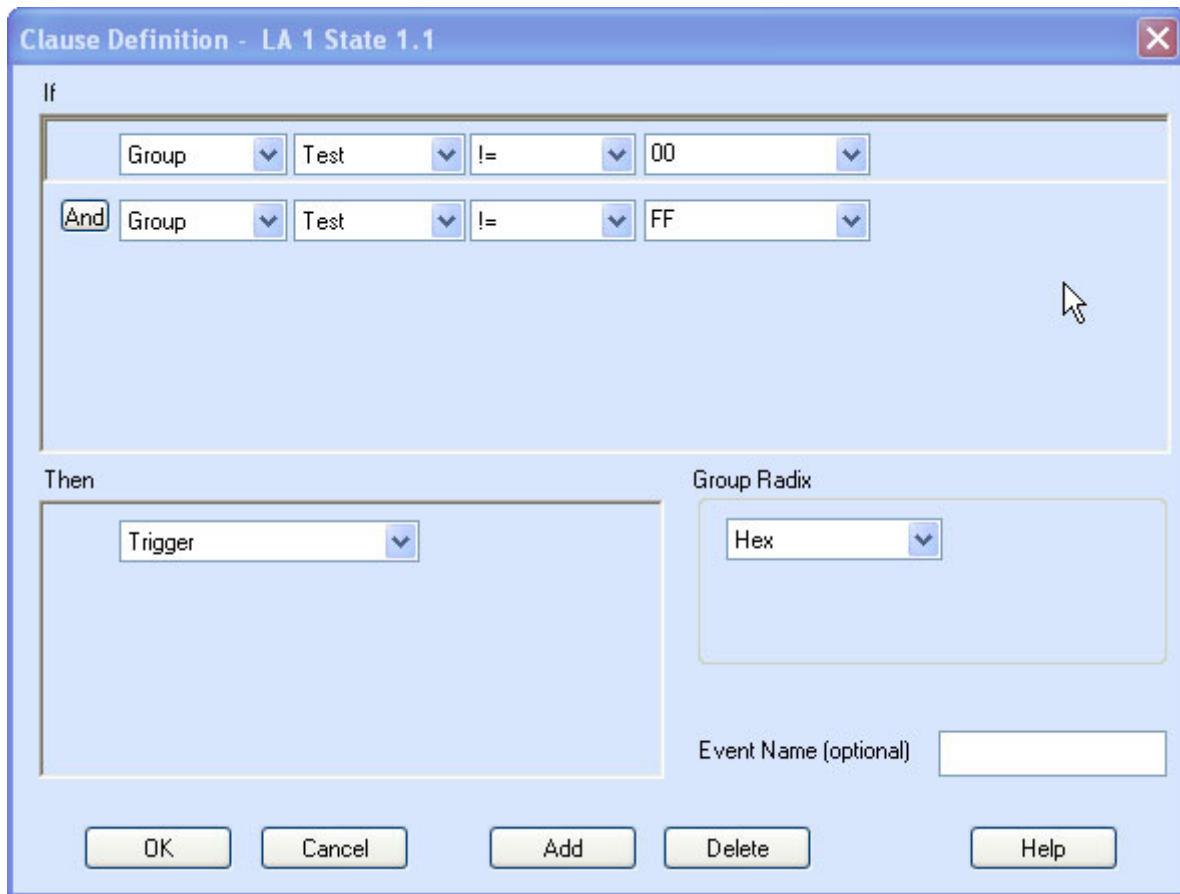 Clause Definition - LA 1 State 1.1
If
Group Test != 00
And Group Test != FF
Then
Group Radix
Trigger
Hex
Event Name (optional)
OK Cancel Add Delete Help